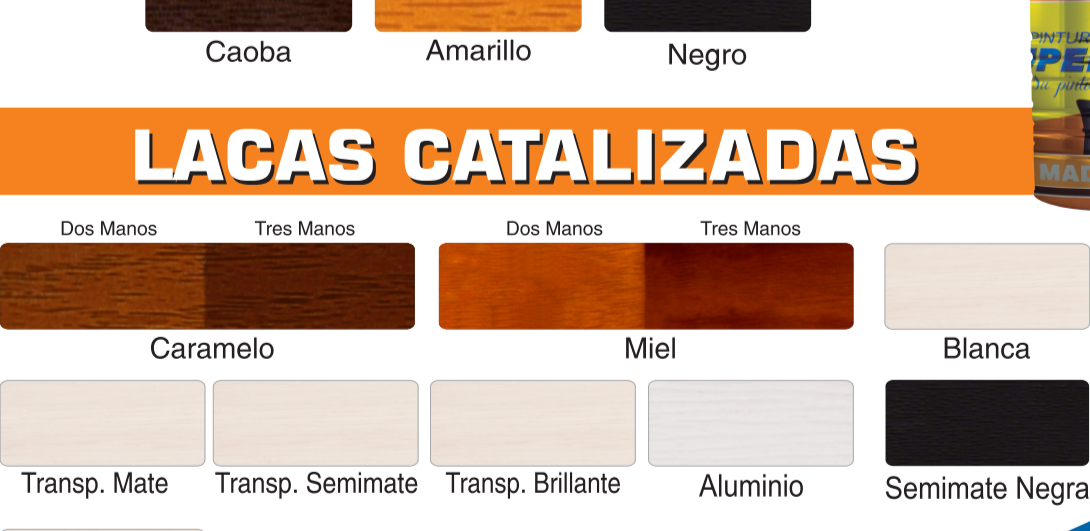 Caoba Amarillo Negro
LACAS CATALIZADAS
Dos Manos Tres Manos Dos Manos Tres Manos
Caramelo Miel Blanca
Transp. Mate Transp. Semimate Transp. Brillante Aluminio Semimate Negra